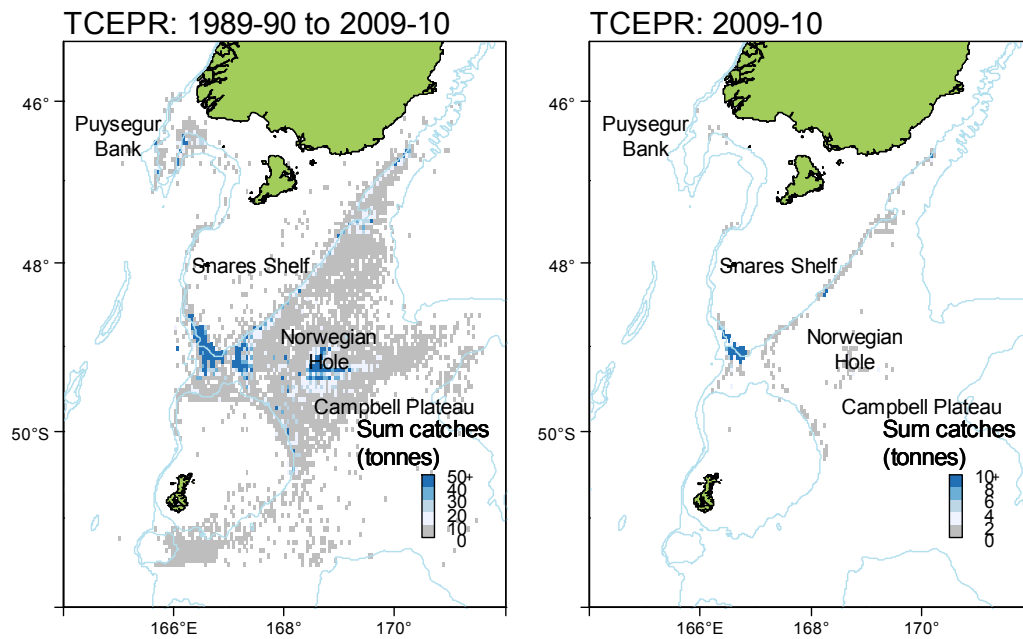 TCEPR: 1989-90 to 2009-10
46°
Puysegur
Bank
48°
Snares Shelf
Norwegian
Hole
Campbell Plateau
50°S
Sum catches
(tonnes)
50+
40
30
20
10
0
166°E
168°
170°
TCEPR: 2009-10
46°
Puysegur
Bank
48°
Snares Shelf
Norwegian
Hole
Campbell Plateau
50°S
Sum catches
(tonnes)
10+
8
6
4
2
0
166°E
168°
170°